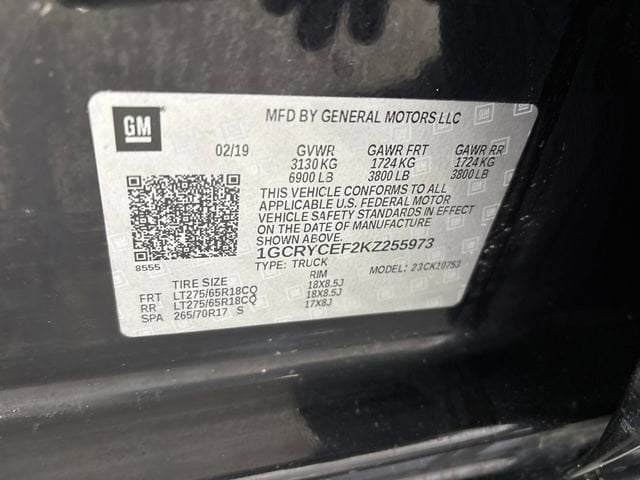 GM
MFD BY GENERAL MOTORS LLC
02/19 GVWR GAWR FRT GAWR RR
3130 KG 1724 KG 1724 KG
6900 LB 3800 LB 3800 LB
THIS VEHICLE CONFORMS TO ALL
APPLICABLE U.S. FEDERAL MOTOR
VEHICLE SAFETY STANDARDS IN EFFECT
ON THE DATE OF MANUFACTURE
SHOWN ABOVE.
8555 1GCRYCEF2KZ255973
TYPE: TRUCK MODEL: 23CK10753
TIRE SIZE RIM
FRT LT275/65R18CQ 18X8.5J
RR LT275/65R18CQ 18X8.5J
SPA 265/70R17 S 17X8J